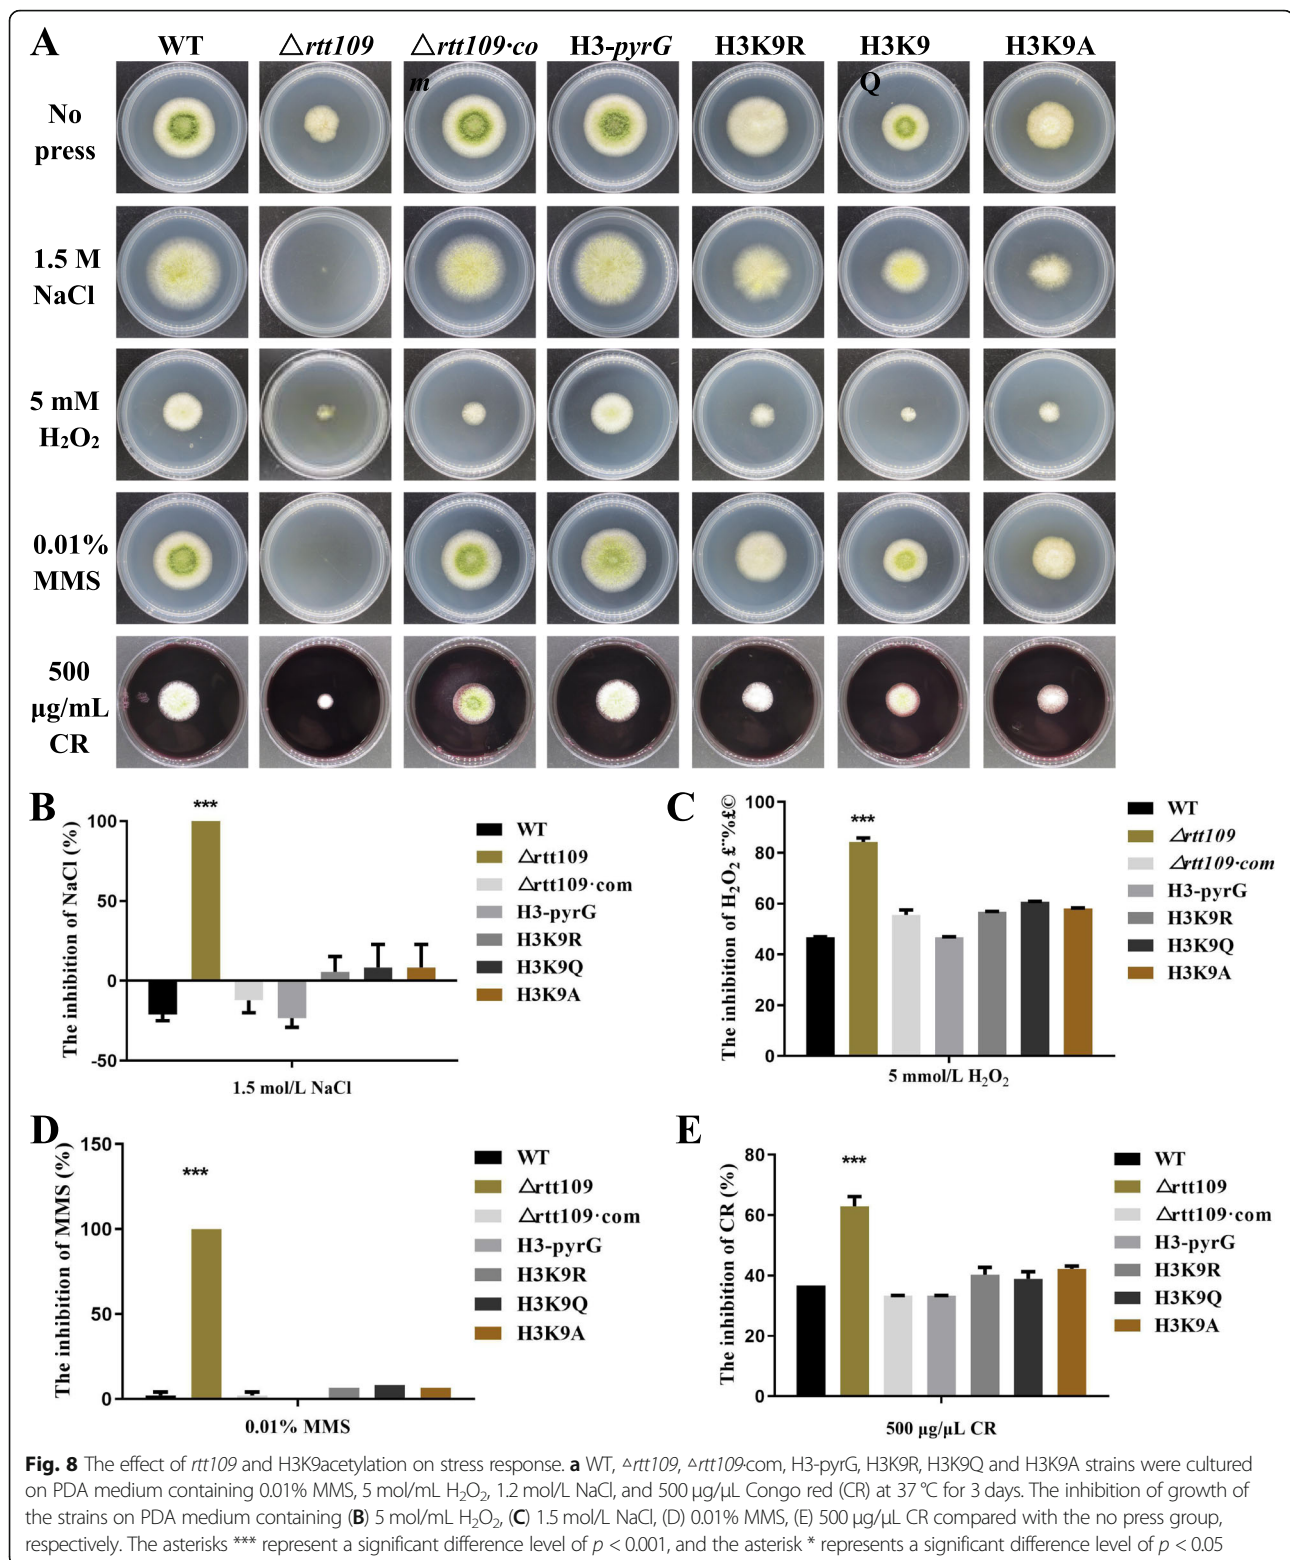 A
WT △rtt109 △rtt109·co H3-pyrG H3K9R H3K9 H3K9A
m Q
No
press
1.5 M
NaCl
5 mM
H₂O₂
0.01%
MMS
500
µg/mL
CR
B
The inhibition of NaCl (%)
100
50
0
-50
***
1.5 mol/L NaCl
WT
△rtt109
△rtt109·com
H3-pyrG
H3K9R
H3K9Q
H3K9A
C
The inhibition of H₂O₂ £¨%£©
100
80
60
40
20
0
***
5 mmol/L H₂O₂
WT
△rtt109
△rtt109·com
H3-pyrG
H3K9R
H3K9Q
H3K9A
D
The inhibition of MMS (%)
150
100
50
0
***
0.01% MMS
WT
△rtt109
△rtt109·com
H3-pyrG
H3K9R
H3K9Q
H3K9A
E
The inhibition of CR (%)
80
60
40
20
0
***
500 µg/µL CR
WT
△rtt109
△rtt109·com
H3-pyrG
H3K9R
H3K9Q
H3K9A
Fig. 8 The effect of rtt109 and H3K9acetylation on stress response. a WT, △rtt109, △rtt109·com, H3-pyrG, H3K9R, H3K9Q and H3K9A strains were cultured
on PDA medium containing 0.01% MMS, 5 mol/mL H₂O₂, 1.2 mol/L NaCl, and 500 µg/µL Congo red (CR) at 37 °C for 3 days. The inhibition of growth of
the strains on PDA medium containing (B) 5 mol/mL H₂O₂, (C) 1.5 mol/L NaCl, (D) 0.01% MMS, (E) 500 µg/µL CR compared with the no press group,
respectively. The asterisks *** represent a significant difference level of p < 0.001, and the asterisk * represents a significant difference level of p < 0.05